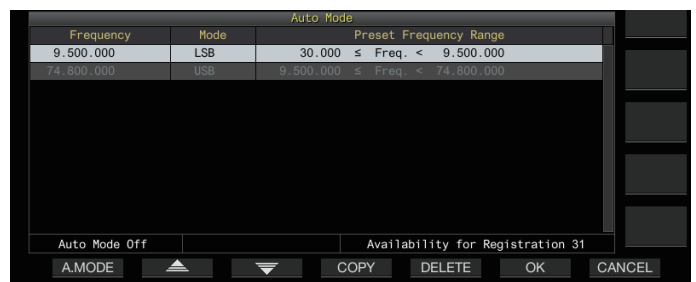 Auto Mode
Frequency Mode Preset Frequency Range
9.500.000 LSB 30.000 ≤ Freq. < 9.500.000
74.800.000 USB 9.500.000 ≤ Freq. < 74.800.000
Auto Mode Off Availability for Registration 31
A.MODE COPY DELETE OK CANCEL